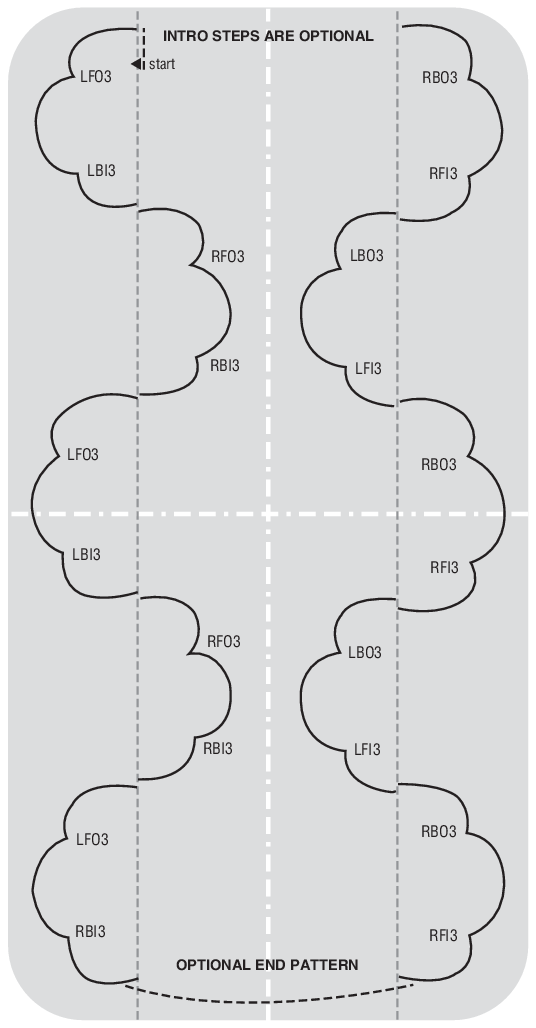 INTRO STEPS ARE OPTIONAL
start
LFO3
RBO3
LBI3
RFI3
RFO3
LBO3
RBI3
LFI3
LFO3
RBO3
LBI3
RFI3
RFO3
LBO3
RBI3
LFI3
LFO3
RBO3
RBI3
RFI3
OPTIONAL END PATTERN